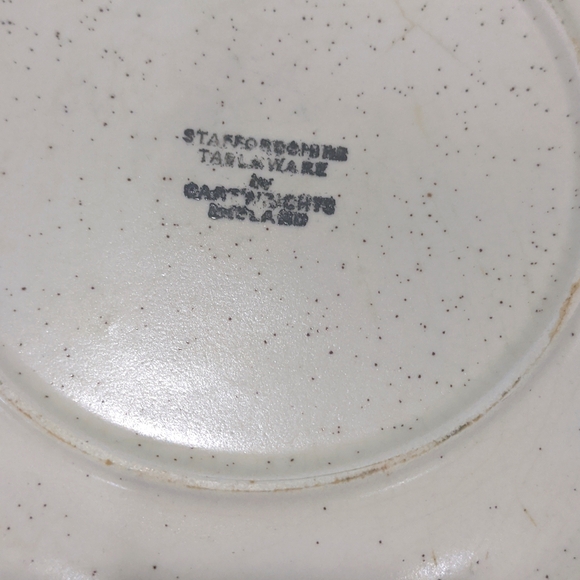 STAFFORDSHIRE
TABLEWARE
by
CARTWRIGHTS
ENGLAND